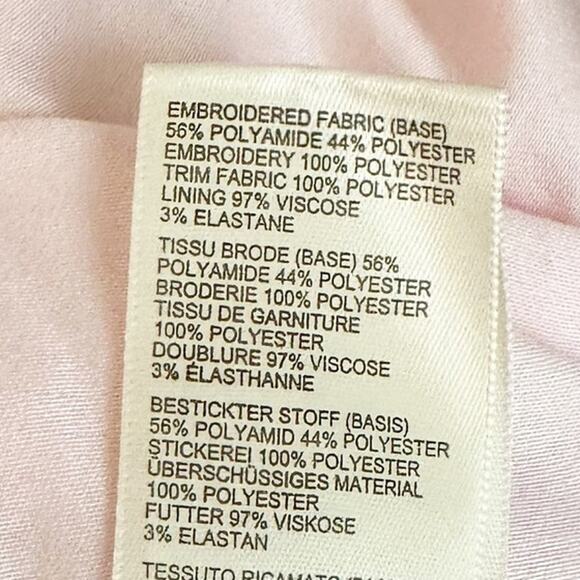 EMBROIDERED FABRIC (BASE)
56% POLYAMIDE 44% POLYESTER
EMBROIDERY 100% POLYESTER
TRIM FABRIC 100% POLYESTER
LINING 97% VISCOSE
3% ELASTANE
TISSU BRODE (BASE) 56%
POLYAMIDE 44% POLYESTER
BRODERIE 100% POLYESTER
TISSU DE GARNITURE
100% POLYESTER
DOUBLURE 97% VISCOSE
3% ÉLASTHANNE
BESTICKTER STOFF (BASIS)
56% POLYAMID 44% POLYESTER
STICKEREI 100% POLYESTER
ÜBERSCHÜSSIGES MATERIAL
100% POLYESTER
FUTTER 97% VISKOSE
3% ELASTAN
TESSUTO RICAMATO